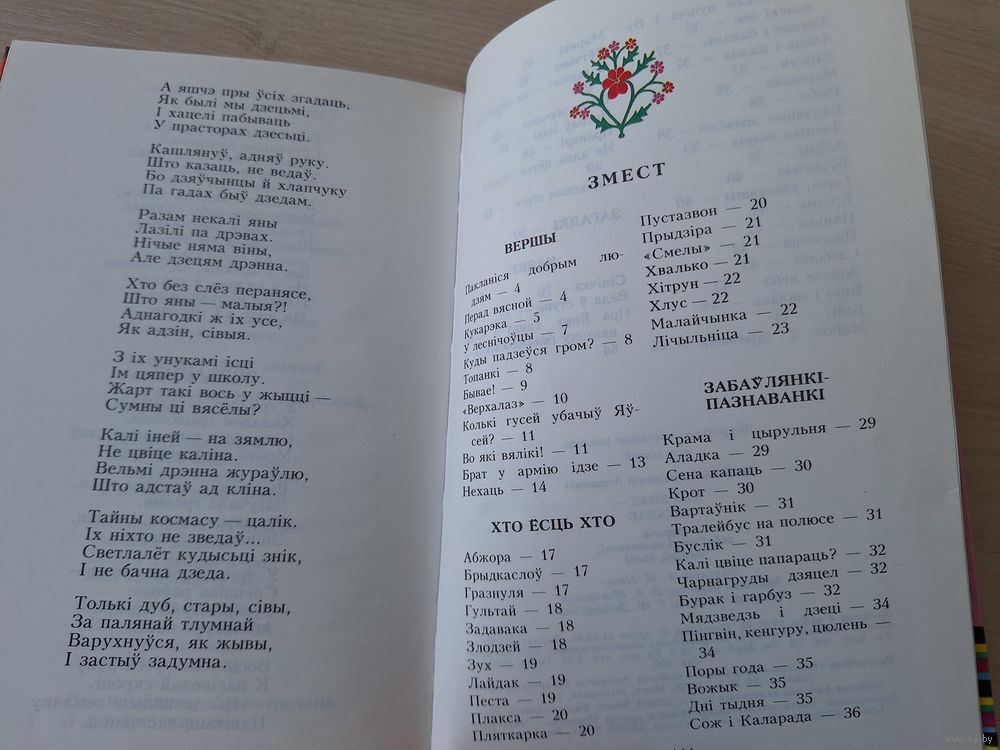 А яшчэ пры ўсіх згадаць,
Як былі мы дзецьмі,
І хацелі пабываць
У прасторах дзесьці.
Кашлянуў, адняў руку.
Што казаць, не ведаў.
Бо дзяўчынцы й хлапчуку
Па гадах быў дзедам.
Разам некалі яны
Лазілі па дрэвах.
Нічые няма віны,
Але дзецям дрэнна.
Хто без слёз перанясе,
Што яны — малыя?!
Аднагодкі ж іх усе,
Як адзін, сівыя.
З іх унукамі ісці
Ім цяпер у школу.
Жарт такі вось у жыцці —
Сумны ці вясёлы?
Калі іней — на зямлю,
Не цвіце каліна.
Вельмі дрэнна жураўлю,
Што адстаў ад кліна.
Тайны космасу — цалік.
Іх ніхто не зведаў...
Светлалёт кудысьці знік,
І не бачна дзеда.
Толькі дуб, стары, сівы,
За палянай тлумнай
Варухнуўся, як жывы,
І застыў задумна.
ЗМЕСТ
ВЕРШЫ
Пакланіся добрым лю-
дзям — 4
Перад вясной — 4
Кукарэка — 5
У леснічоўцы — 7
Куды падзеўся гром? — 8
Топанкі — 8
Бывае! — 9
«Верхалаз» — 10
Колькі гусей убачыў Яў-
сей? — 11
Во які вялікі! — 11
Брат у армію ідзе — 13
Нехаць — 14
ХТО ЁСЦЬ ХТО
Абжора — 17
Брыдкаслоў — 17
Гразнуля — 17
Гультай — 18
Задавака — 18
Злодзей — 18
Зух — 19
Лайдак — 19
Песта — 19
Плакса — 20
Пляткарка — 20
Пустазвон — 20
Прыдзіра — 21
«Смелы» — 21
Хвалько — 21
Хітрун — 22
Хлус — 22
Малайчынка — 22
Лічыльніца — 23
ЗАБАЎЛЯНКІ-
ПАЗНАВАНКІ
Крама і цырульня — 29
Аладка — 29
Сена капаць — 30
Крот — 30
Вартаўнік — 31
Тралейбус на полюсе — 31
Буслік — 31
Калі цвіце папараць? — 32
Чарнагруды дзяцел — 32
Бурак і гарбуз — 32
Мядзведзь і дзеці — 34
Пінгвін, кенгуру, цюлень —
34
Поры года — 35
Вожык — 35
Дні тыдня — 35
Сож і Каларада — 36
www.ay.by